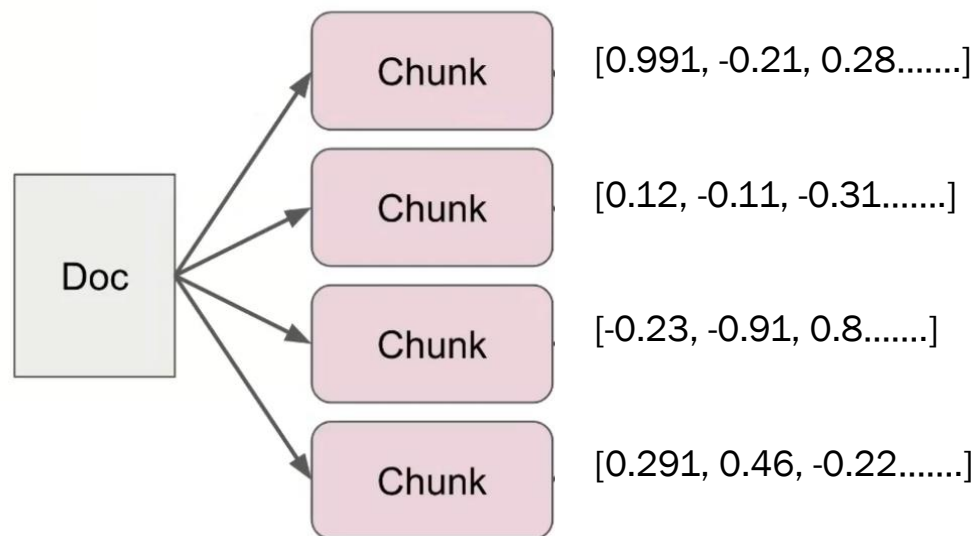 Chunk [0.991, -0.21, 0.28.......]
Chunk [0.12, -0.11, -0.31.......]
Doc
Chunk [-0.23, -0.91, 0.8.......]
Chunk [0.291, 0.46, -0.22.......]